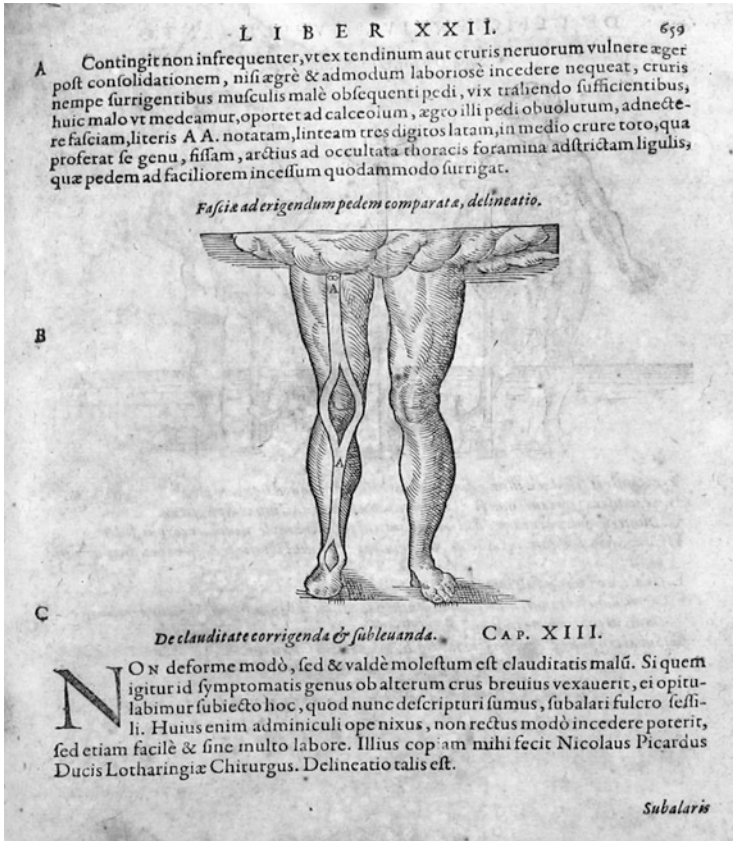 LIBER XXII. 659
A Contingit non infrequenter, vt ex tendinum aut cruris neruorum vulnere æger
poſt conſolidationem, niſi ægrè & admodum laborioſè incedere nequeat, cruris
nempe ſurrigentibus muſculis malè obſequenti pedi, vix trahendo ſufficientibus,
huic malo vt medeamur, oportet ad calceolum, ægro illi pedi obuolutum, adnecte-
re faſciam, literis A A. notatam, linteam tres digitos latam, in medio crure toto, qua
proferat ſe genu, fiſſam, arctius ad occultata thoracis foramina adſtrictam ligulis,
quæ pedem ad faciliorem inceſſum quodammodo ſurrigat.
Faſciæ ad erigendum pedem comparatæ, delineatio.
A
B
A
C
De clauditate corrigenda & ſubleuanda. CAP. XIII.
NON deforme modò, ſed & valdè moleſtum eſt clauditatis malũ. Si quem
igitur id ſymptomatis genus ob alterum crus breuius vexauerit, ei opitu-
labimur ſubiecto hoc, quod nunc deſcripturi ſumus, ſubalari fulcro ſeſſi-
li. Huius enim adminiculi ope nixus, non rectus modò incedere poterit,
ſed etiam facilè & ſine multo labore. Illius copiam mihi fecit Nicolaus Picardus
Ducis Lotharingiæ Chirurgus. Delineatio talis eſt.
Subalaris